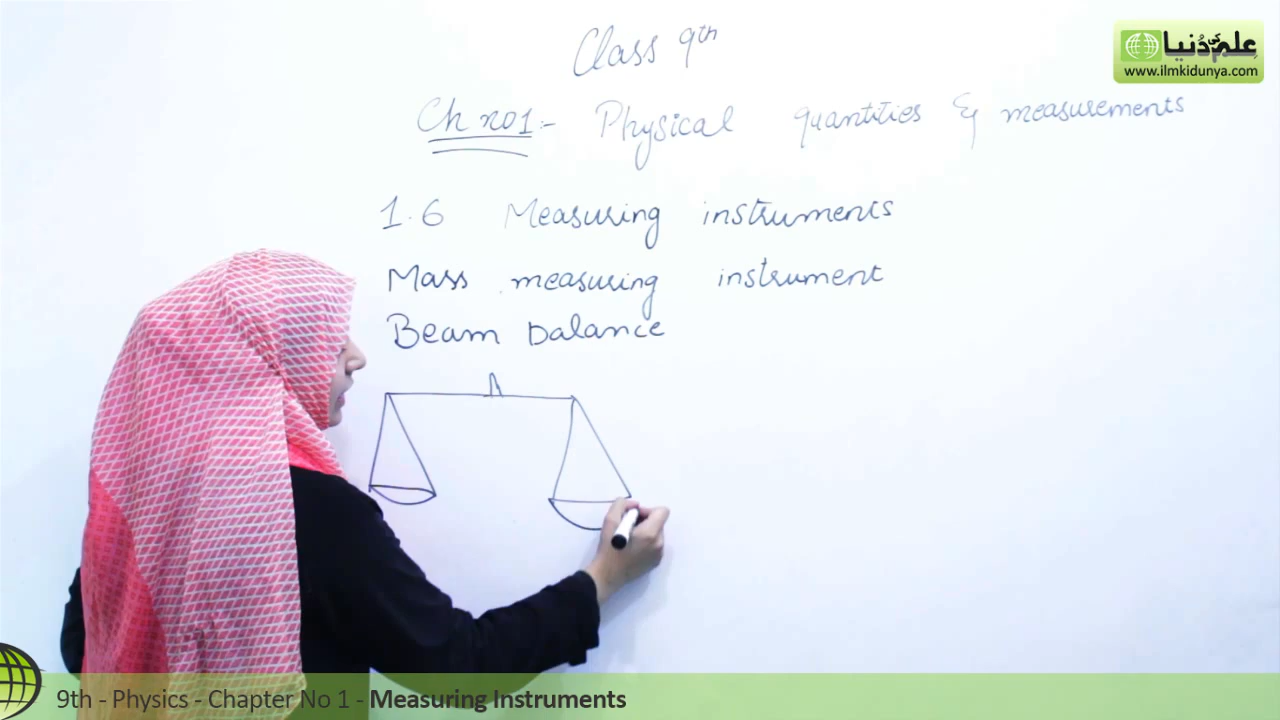 Class 9th
علم کی دنیا
www.ilmkidunya.com
Ch no1:- Physical quantities & measurements
1.6 Measuring instruments
Mass measuring instrument
Beam balance
9th - Physics - Chapter No 1 - Measuring Instruments